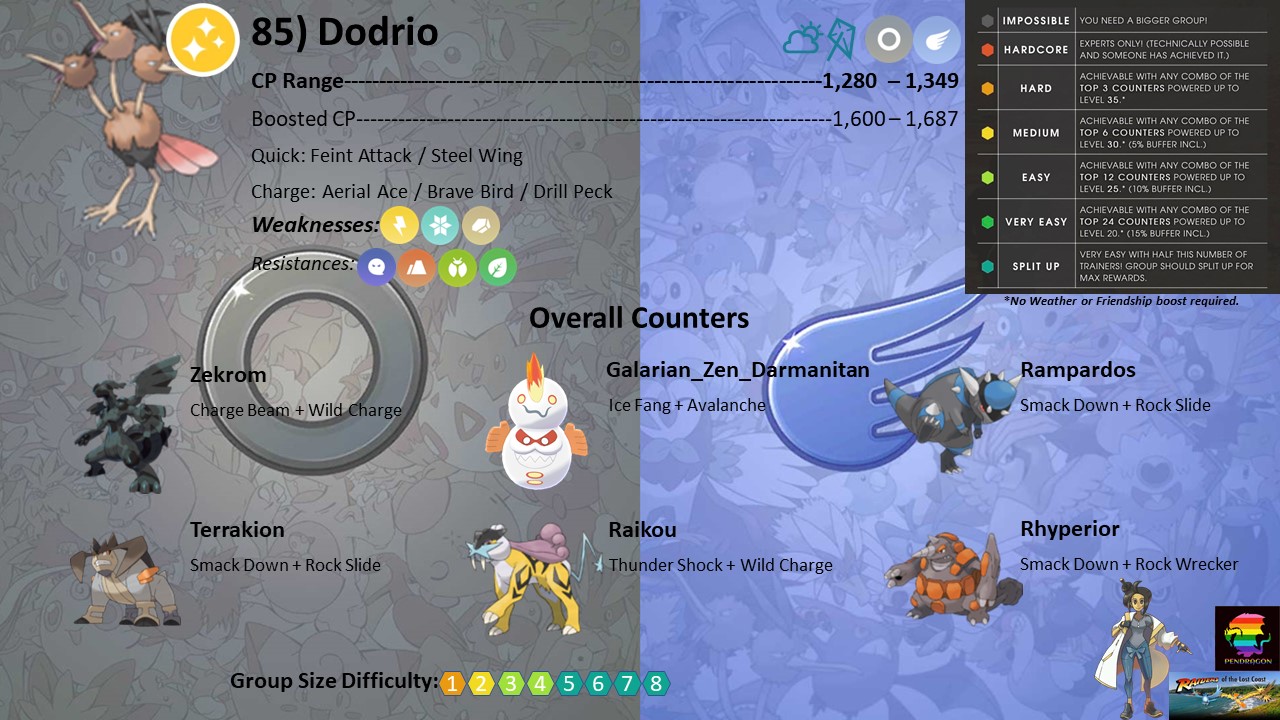 85) Dodrio
CP Range---------------------------------------------------------------------------------1,280 – 1,349
Boosted CP--------------------------------------------------------------------------------1,600 – 1,687
Quick: Feint Attack / Steel Wing
Charge: Aerial Ace / Brave Bird / Drill Peck
Weaknesses:
Resistances:
IMPOSSIBLE YOU NEED A BIGGER GROUP!
HARDCORE EXPERTS ONLY! (TECHNICALLY POSSIBLE
AND SOMEONE HAS ACHIEVED IT.)
HARD ACHIEVABLE WITH ANY COMBO OF THE
TOP 3 COUNTERS POWERED UP TO
LEVEL 35.*
MEDIUM ACHIEVABLE WITH ANY COMBO OF THE
TOP 6 COUNTERS POWERED UP TO
LEVEL 30.* (5% BUFFER INCL.)
EASY ACHIEVABLE WITH ANY COMBO OF THE
TOP 12 COUNTERS POWERED UP TO
LEVEL 25.* (10% BUFFER INCL.)
VERY EASY ACHIEVABLE WITH ANY COMBO OF THE
TOP 24 COUNTERS POWERED UP TO
LEVEL 20.* (15% BUFFER INCL.)
SPLIT UP VERY EASY WITH HALF THIS NUMBER OF
TRAINERS! GROUP SHOULD SPLIT UP FOR
MAX REWARDS.
*No Weather or Friendship boost required.
Overall Counters
Zekrom
Charge Beam + Wild Charge
Galarian_Zen_Darmanitan
Ice Fang + Avalanche
Rampardos
Smack Down + Rock Slide
Terrakion
Smack Down + Rock Slide
Raikou
Thunder Shock + Wild Charge
Rhyperior
Smack Down + Rock Wrecker
Group Size Difficulty: 1 2 3 4 5 6 7 8
PENDRAGON
RAIDERS of the Lost Coast